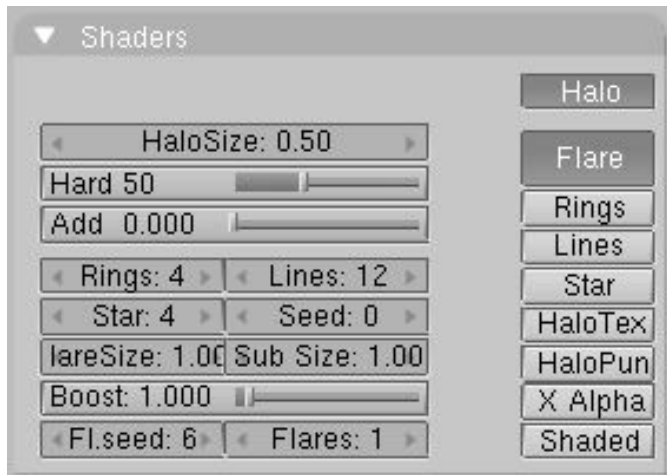 Shaders
Halo
HaloSize: 0.50
Flare
Hard 50
Rings
Add 0.000
Lines
Rings: 4 Lines: 12
Star
Star: 4 Seed: 0
HaloTex
lareSize: 1.00 Sub Size: 1.00
HaloPun
Boost: 1.000
X Alpha
Fl.seed: 6 Flares: 1
Shaded